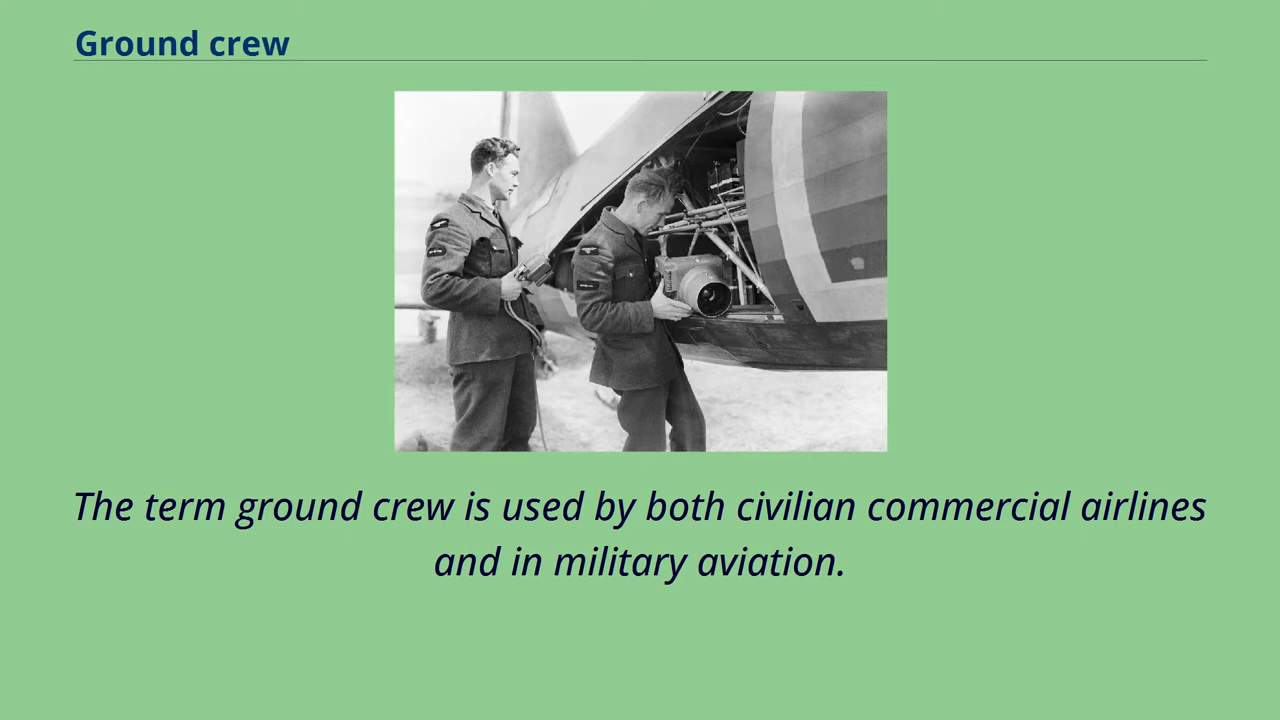 Ground crew
The term ground crew is used by both civilian commercial airlines
and in military aviation.